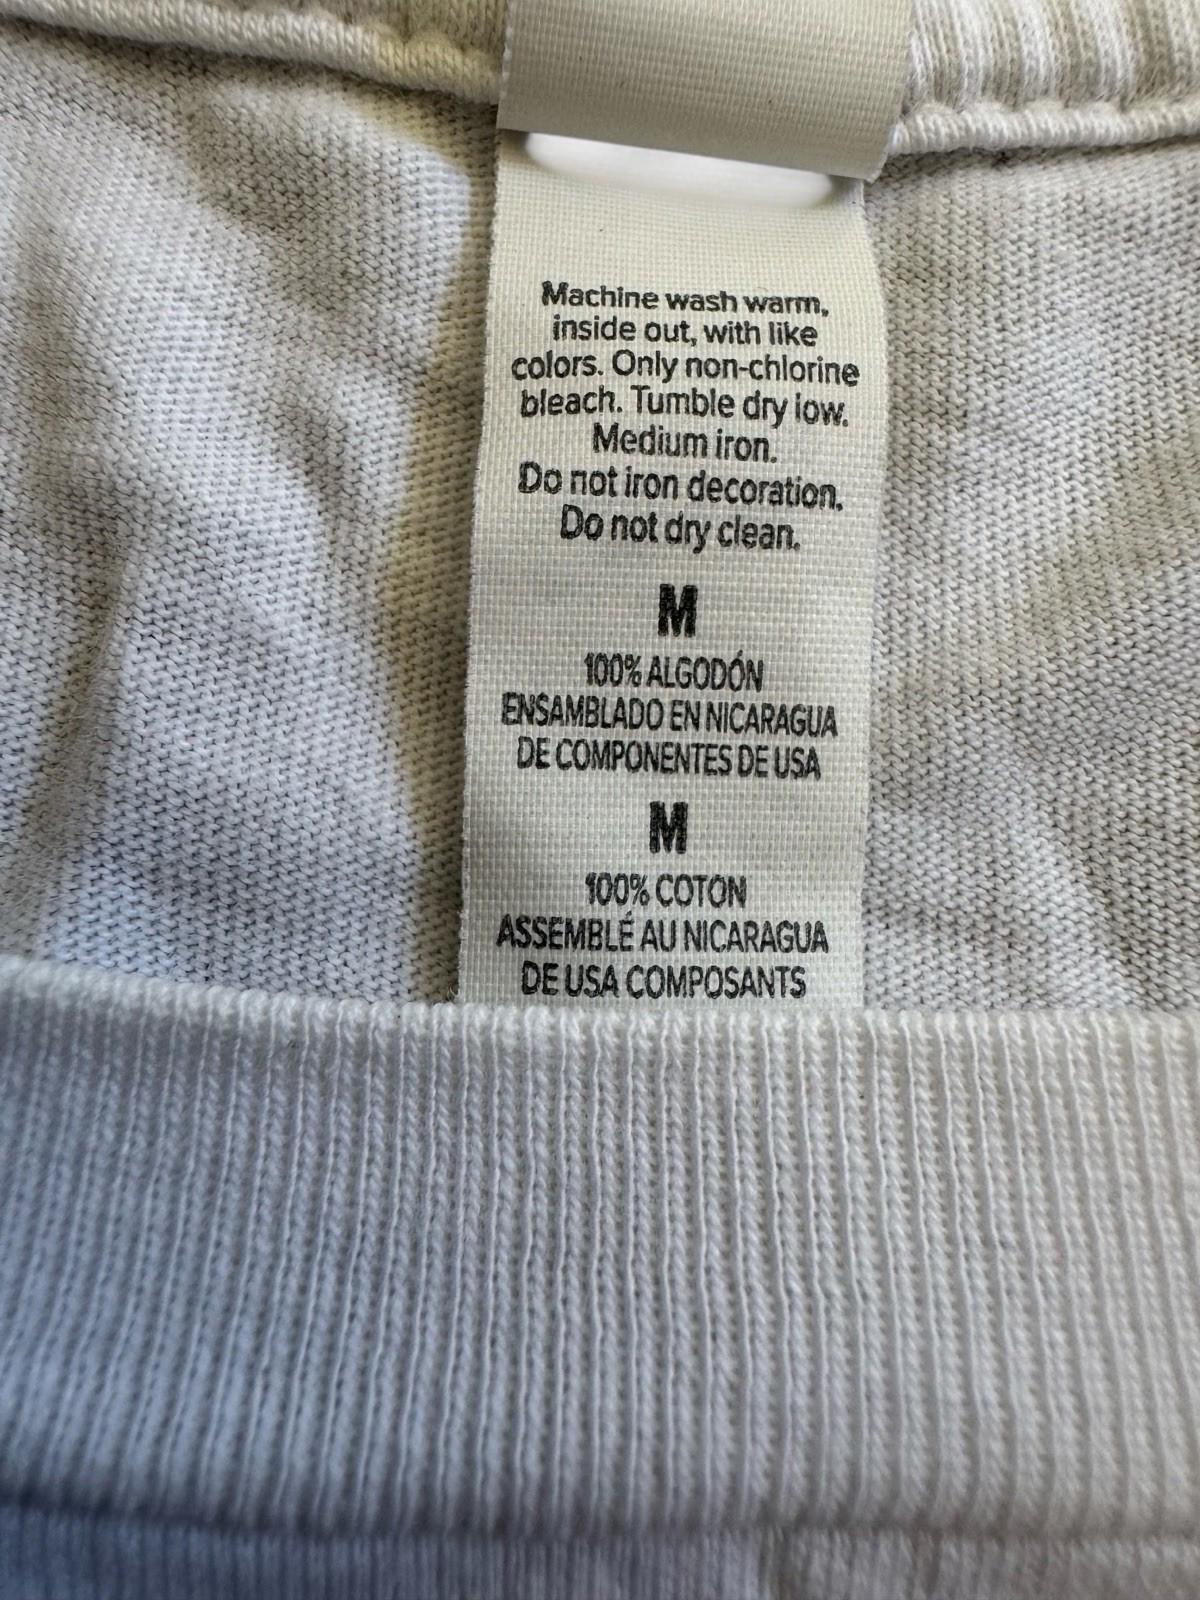 Machine wash warm,
inside out, with like
colors. Only non-chlorine
bleach. Tumble dry low.
Medium iron.
Do not iron decoration.
Do not dry clean.
M
100% ALGODÓN
ENSAMBLADO EN NICARAGUA
DE COMPONENTES DE USA
M
100% COTON
ASSEMBLÉ AU NICARAGUA
DE USA COMPOSANTS